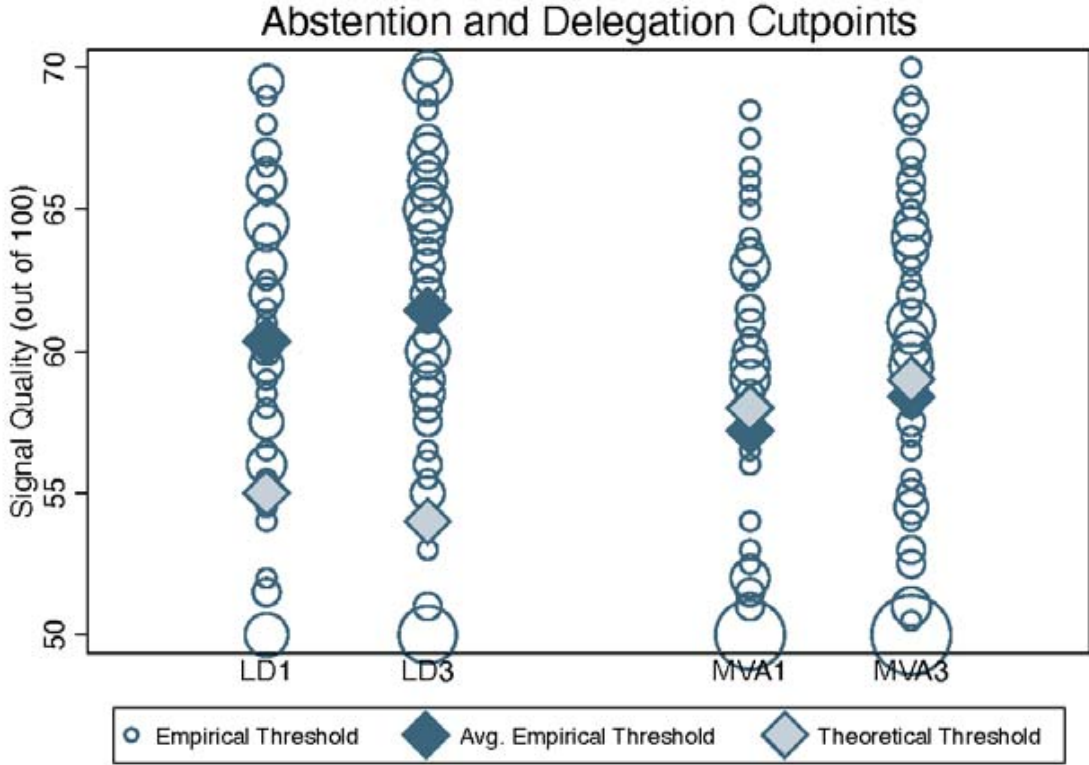 Abstention and Delegation Cutpoints
Signal Quality (out of 100)
70
65
60
55
50
LD1 LD3 MVA1 MVA3
Empirical Threshold Avg. Empirical Threshold Theoretical Threshold